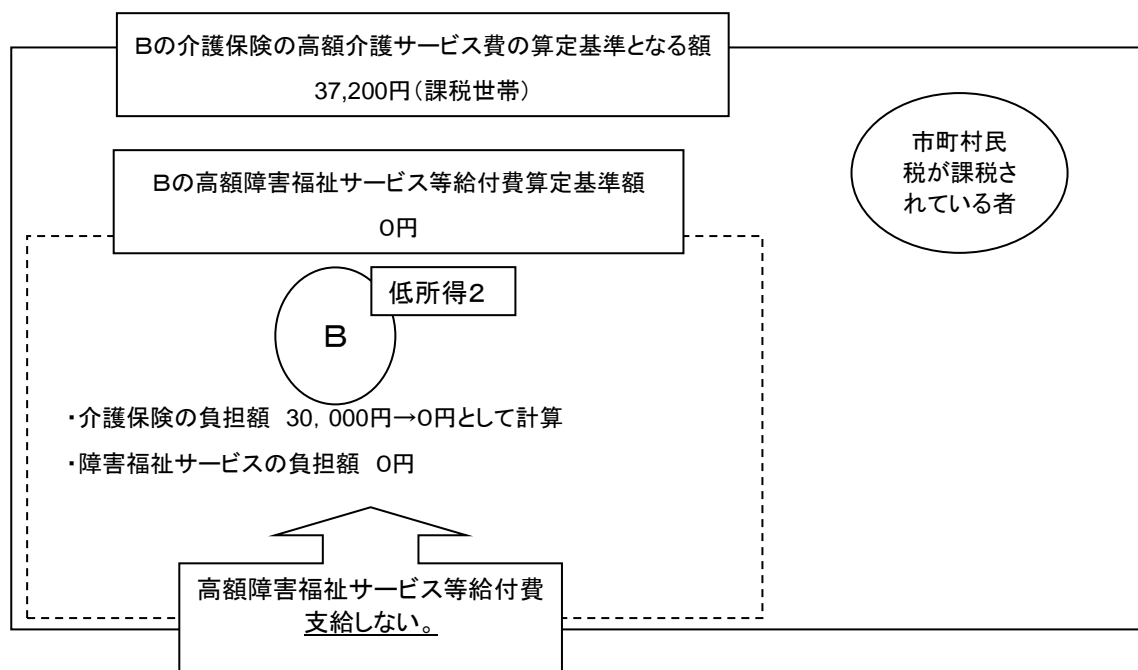 Bの介護保険の高額介護サービス費の算定基準となる額
37,200円(課税世帯)
市町村民
税が課税さ
れている者
Bの高額障害福祉サービス等給付費算定基準額
0円
低所得2
B
・介護保険の負担額 30,000円→0円として計算
・障害福祉サービスの負担額 0円
高額障害福祉サービス等給付費
支給しない。